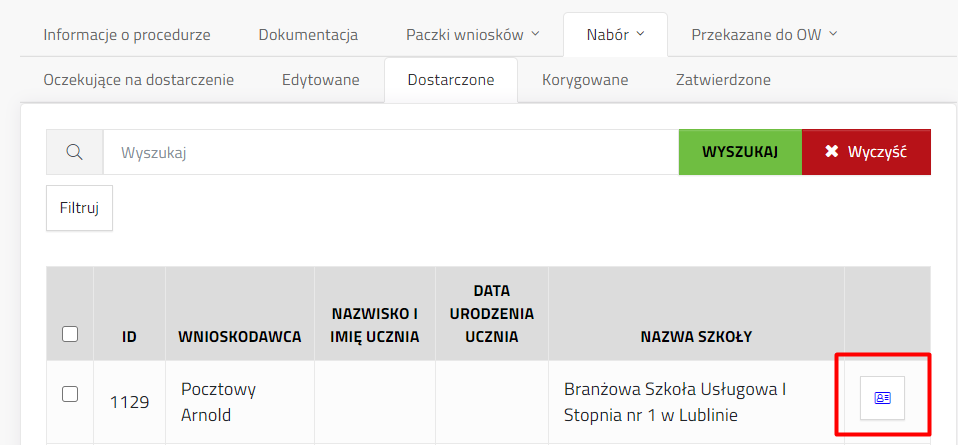 Informacje o procedurze Dokumentacja Paczki wniosków Nabór Przekazane do OW
Oczekujące na dostarczenie Edytowane Dostarczone Korygowane Zatwierdzone
Wyszukaj WYSZUKAJ Wyczyść
Filtruj
ID WNIOSKODAWCA NAZWISKO I IMIĘ UCZNIA DATA URODZENIA UCZNIA NAZWA SZKOŁY
1129 Pocztowy Arnold Branżowa Szkoła Usługowa I Stopnia nr 1 w Lublinie